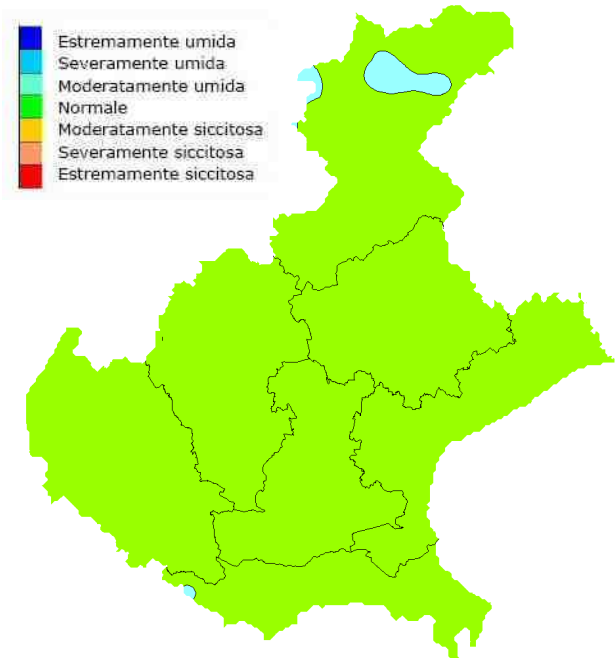 Estremamente umida
Severamente umida
Moderatamente umida
Normale
Moderatamente siccitosa
Severamente siccitosa
Estremamente siccitosa